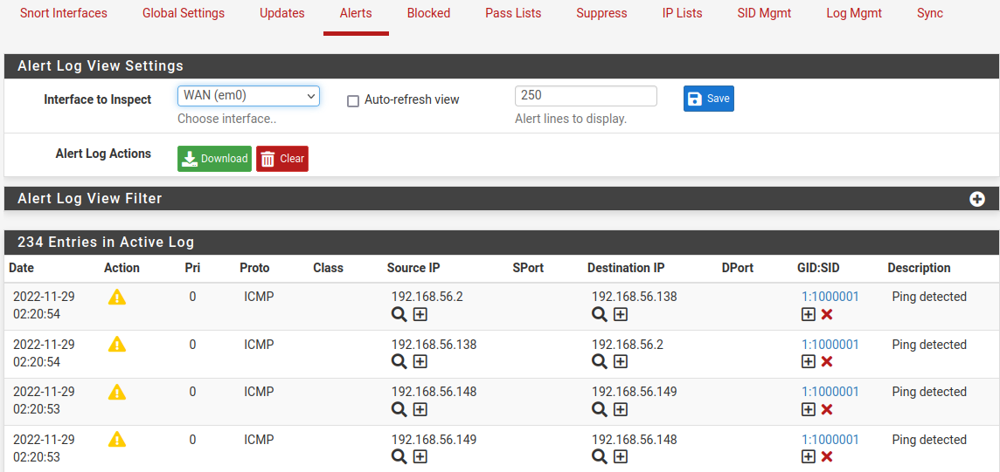 Snort Interfaces Global Settings Updates Alerts Blocked Pass Lists Suppress IP Lists SID Mgmt Log Mgmt Sync
Alert Log View Settings
Interface to Inspect WAN (em0) Auto-refresh view 250 Save
Choose interface.. Alert lines to display.
Alert Log Actions Download Clear
Alert Log View Filter
234 Entries in Active Log
Date Action Pri Proto Class Source IP SPort Destination IP DPort GID:SID Description
2022-11-29 0 ICMP 192.168.56.2 192.168.56.138 1:1000001 Ping detected
02:20:54
2022-11-29 0 ICMP 192.168.56.138 192.168.56.2 1:1000001 Ping detected
02:20:54
2022-11-29 0 ICMP 192.168.56.148 192.168.56.149 1:1000001 Ping detected
02:20:53
2022-11-29 0 ICMP 192.168.56.149 192.168.56.148 1:1000001 Ping detected
02:20:53